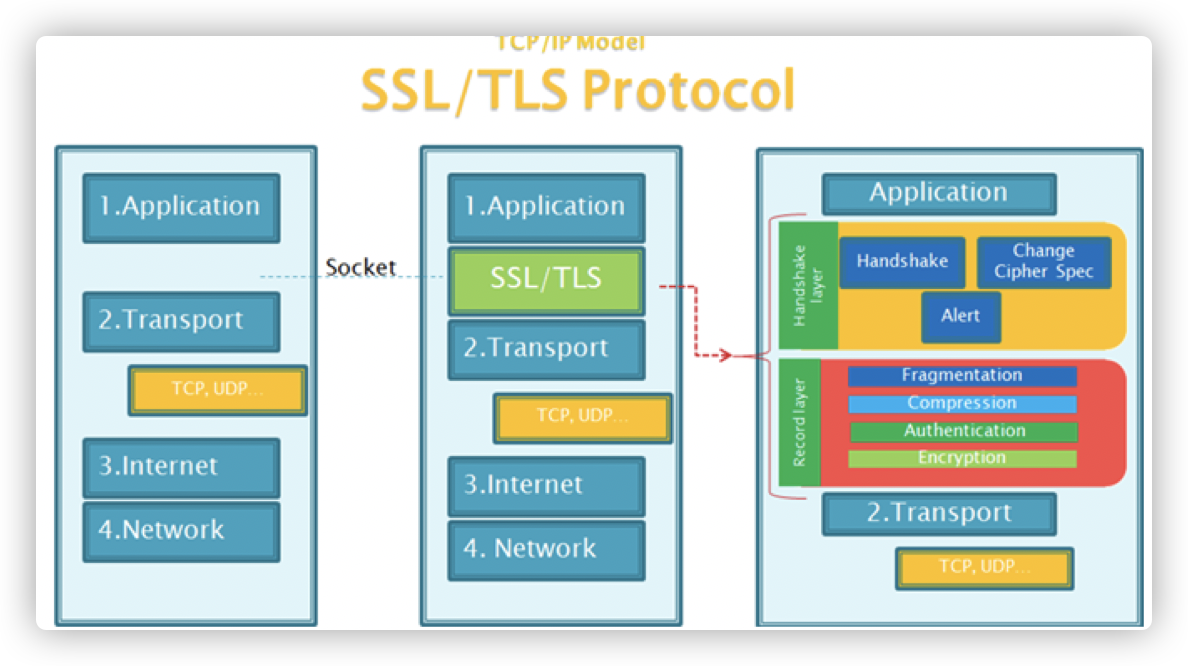 TCP/IP Model
SSL/TLS Protocol
1.Application
2.Transport
TCP, UDP...
3.Internet
4.Network
Socket
1.Application
SSL/TLS
2.Transport
TCP, UDP...
3.Internet
4. Network
Application
Handshake
layer
Handshake
Change
Cipher Spec
Alert
Record layer
Fragmentation
Compression
Authentication
Encryption
2.Transport
TCP, UDP...